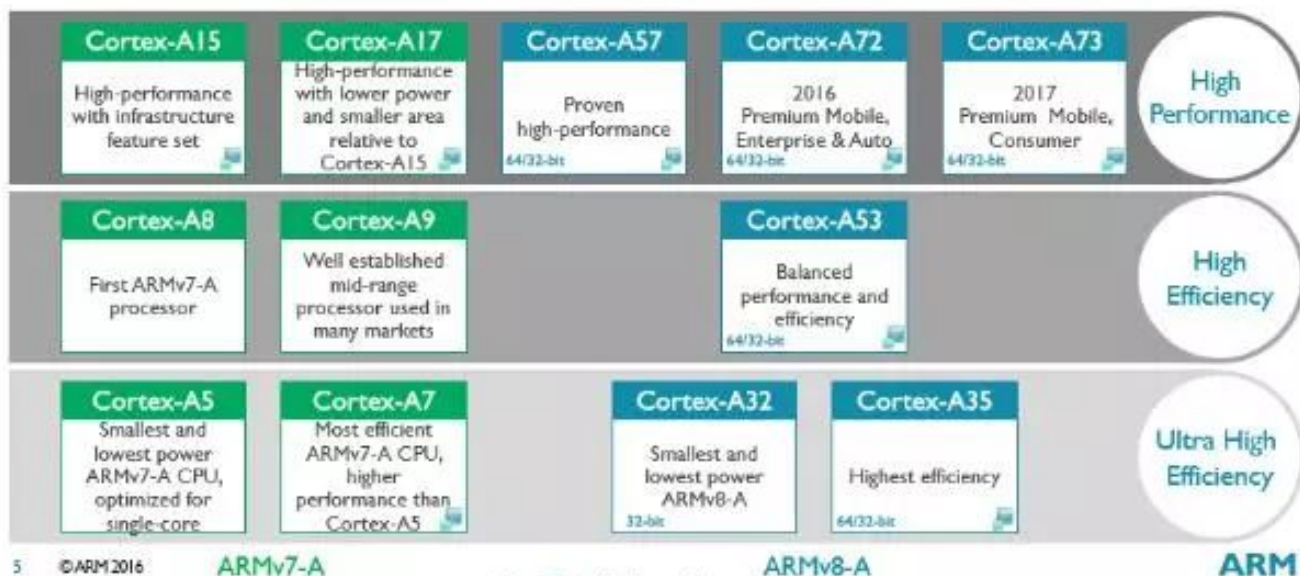 Cortex-A15
High-performance
with infrastructure
feature set
Cortex-A17
High-performance
with lower power
and smaller area
relative to
Cortex-A15
Cortex-A57
Proven
high-performance
64/32-bit
Cortex-A72
2016
Premium Mobile,
Enterprise & Auto
64/32-bit
Cortex-A73
2017
Premium Mobile,
Consumer
64/32-bit
High
Performance
Cortex-A8
First ARMv7-A
processor
Cortex-A9
Well established
mid-range
processor used in
many markets
Cortex-A53
Balanced
performance and
efficiency
64/32-bit
High
Efficiency
Cortex-A5
Smallest and
lowest power
ARMv7-A CPU,
optimized for
single-core
Cortex-A7
Most efficient
ARMv7-A CPU,
higher
performance than
Cortex-A5
Cortex-A32
Smallest and
lowest power
ARMv8-A
32-bit
Cortex-A35
Highest efficiency
64/32-bit
Ultra High
Efficiency
5 ©ARM 2016
ARMv7-A
ARMv8-A
ARM